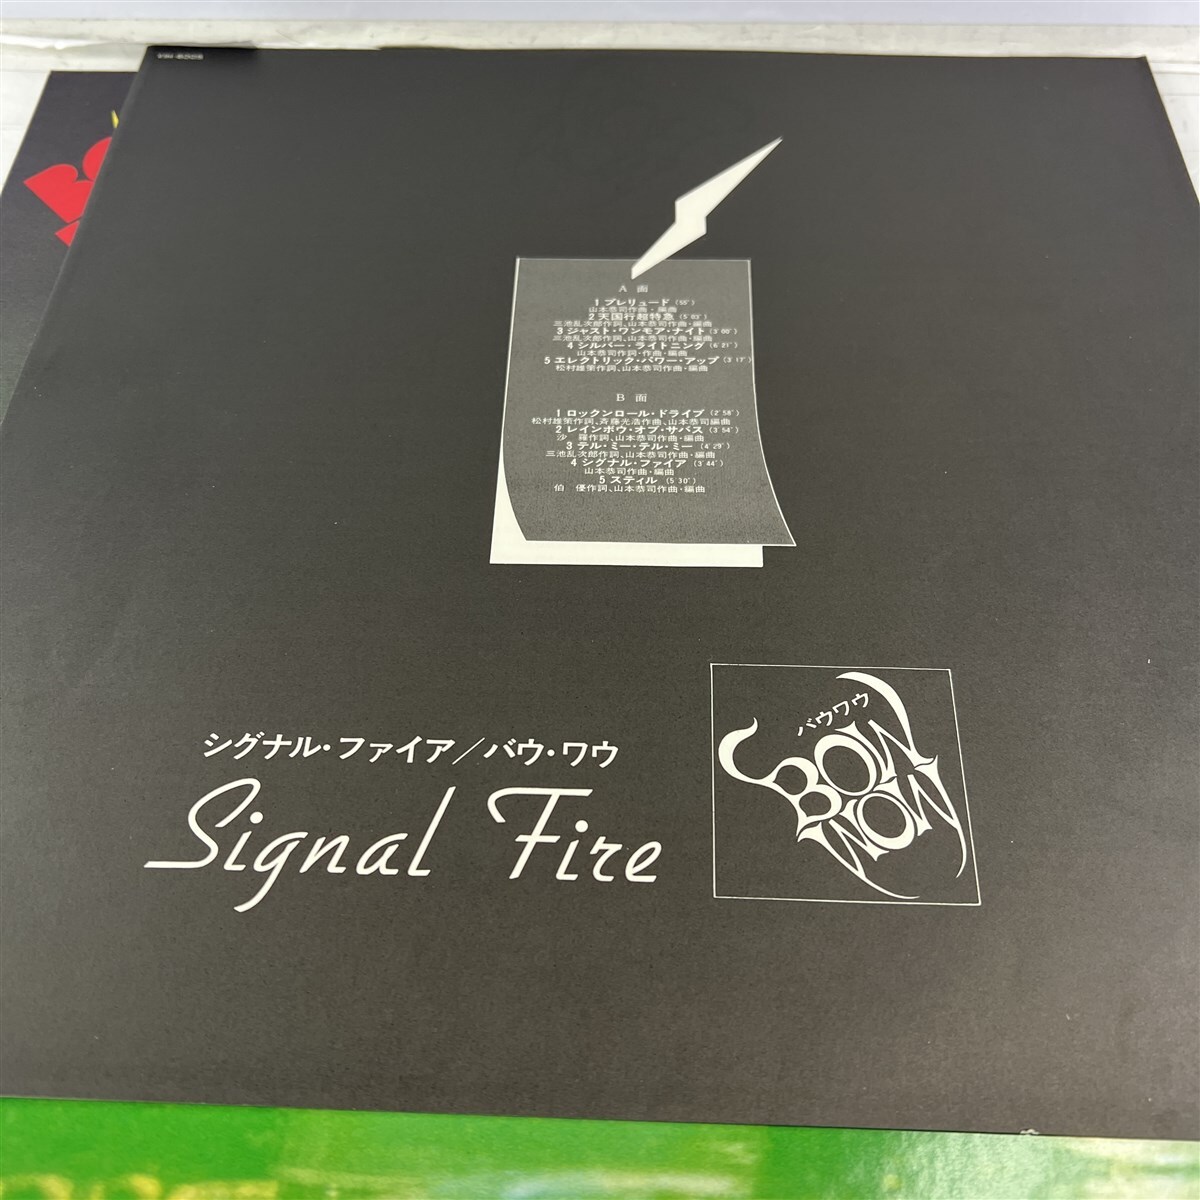 A 面
1 プレリュード (55")
山本恭司作曲・編曲
2 天国行超特急 (5'03")
三池乱次郎作詞、山本恭司作曲・編曲
3 ジャスト・ワンモア・ナイト (3'00")
三池乱次郎作詞、山本恭司作曲・編曲
4 シルバー・ライトニング (6'21")
山本恭司作詞・作曲・編曲
5 エレクトリック・パワー・アップ (3'17")
松村雄策作詞、山本恭司作曲・編曲
B 面
1 ロックンロール・ドライブ (2'58")
松村雄策作詞、斉藤光浩作曲、山本恭司編曲
2 レインボウ・オブ・サバス (3'54")
沙 羅作詞、山本恭司作曲・編曲
3 テル・ミー・テル・ミー (4'29")
三池乱次郎作詞、山本恭司作曲・編曲
4 シグナル・ファイア (3'44")
山本恭司作曲・編曲
5 スティル (5'30")
伯 優作詞、山本恭司作曲・編曲
シグナル・ファイア／バウ・ワウ
Signal Fire
バウワウ
BOW
WOW